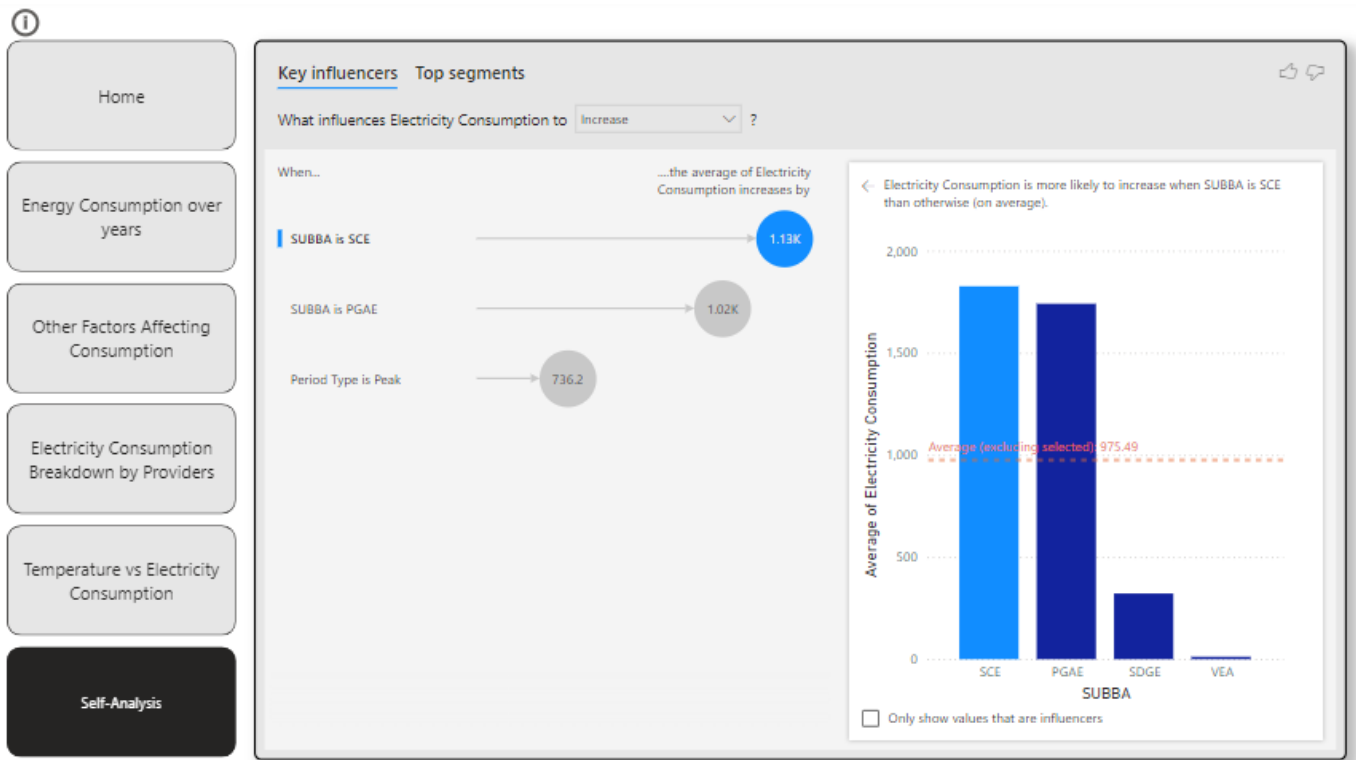 Home
Energy Consumption over
years
Other Factors Affecting
Consumption
Electricity Consumption
Breakdown by Providers
Temperature vs Electricity
Consumption
Self-Analysis
Key influencers Top segments
What influences Electricity Consumption to Increase ?
When...
....the average of Electricity
Consumption increases by
SUBBA is SCE 1.13K
SUBBA is PGAE 1.02K
Period Type is Peak 736.2
Electricity Consumption is more likely to increase when SUBBA is SCE
than otherwise (on average).
Average of Electricity Consumption
2,000
1,500
1,000
500
0
Average (excluding selected): 975.49
SCE PGAE SDGE VEA
SUBBA
Only show values that are influencers